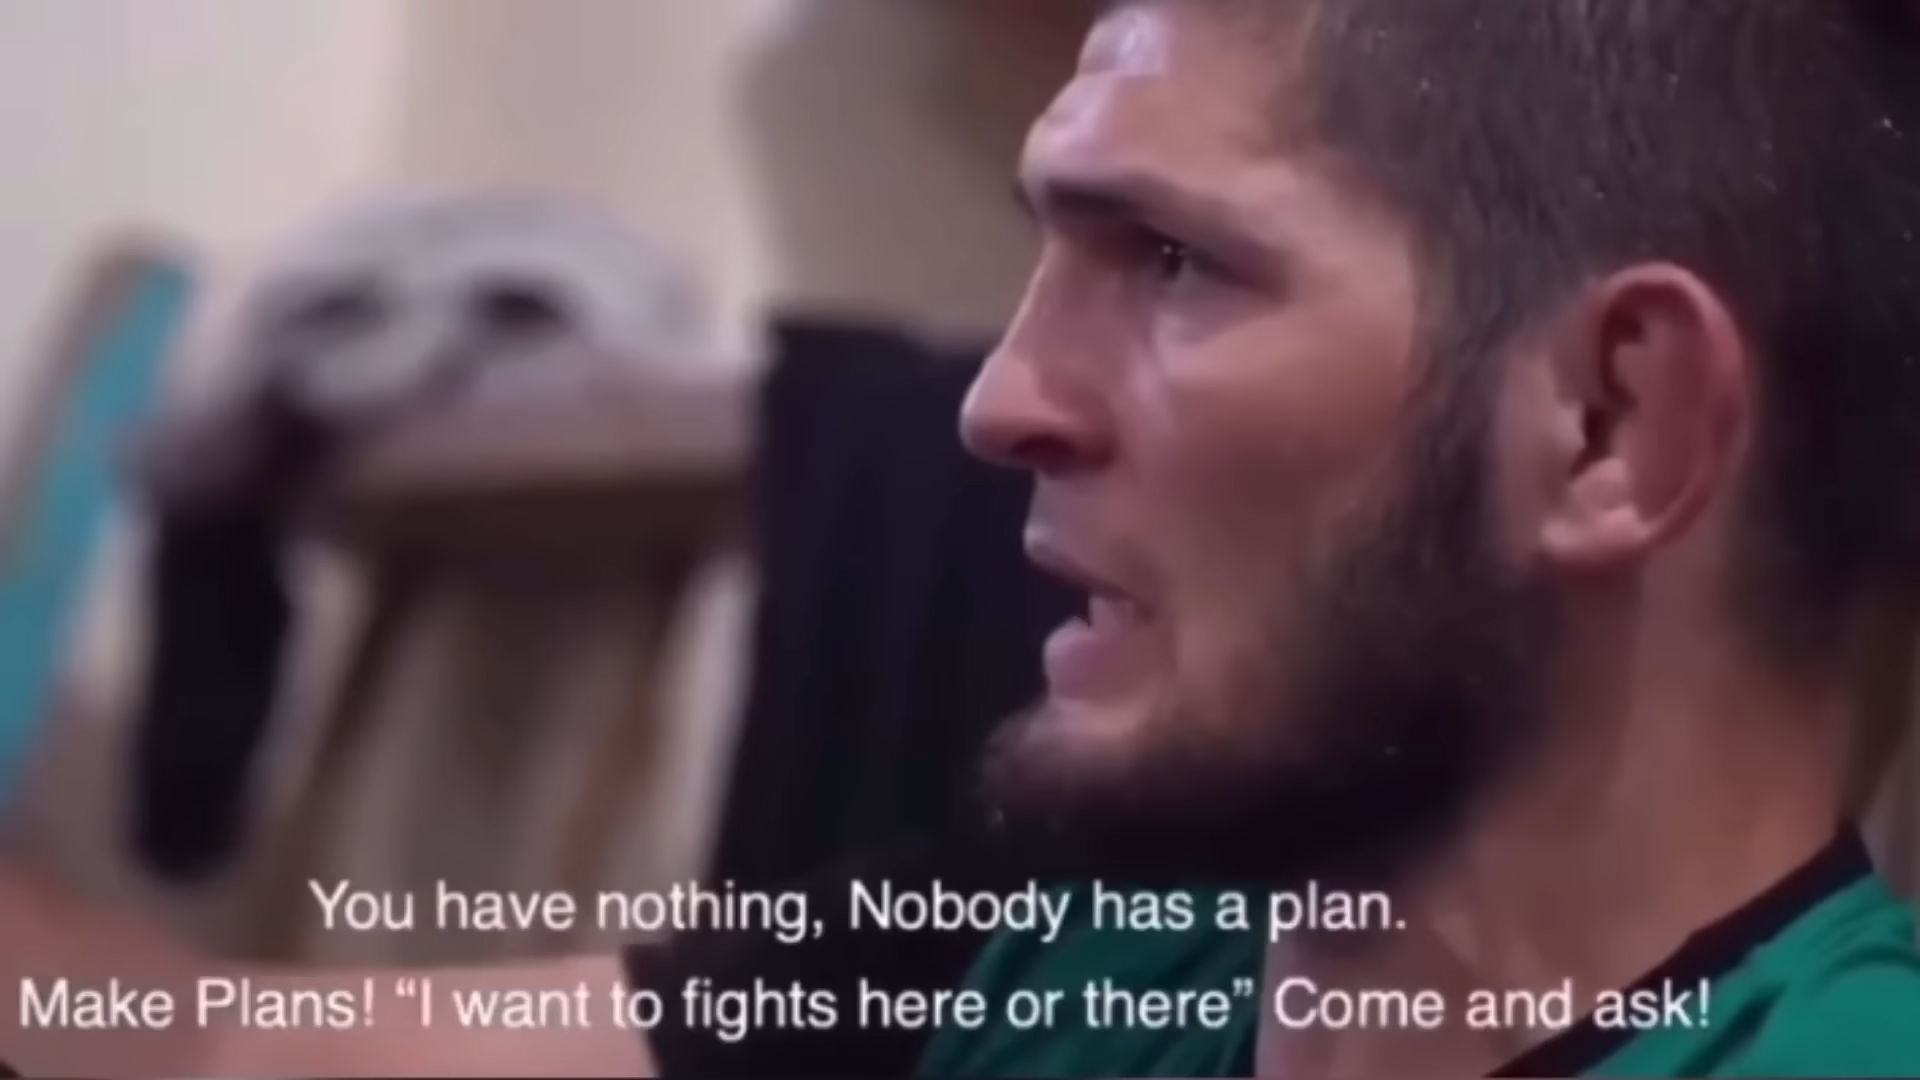 You have nothing, Nobody has a plan.
Make Plans! “I want to fights here or there” Come and ask!